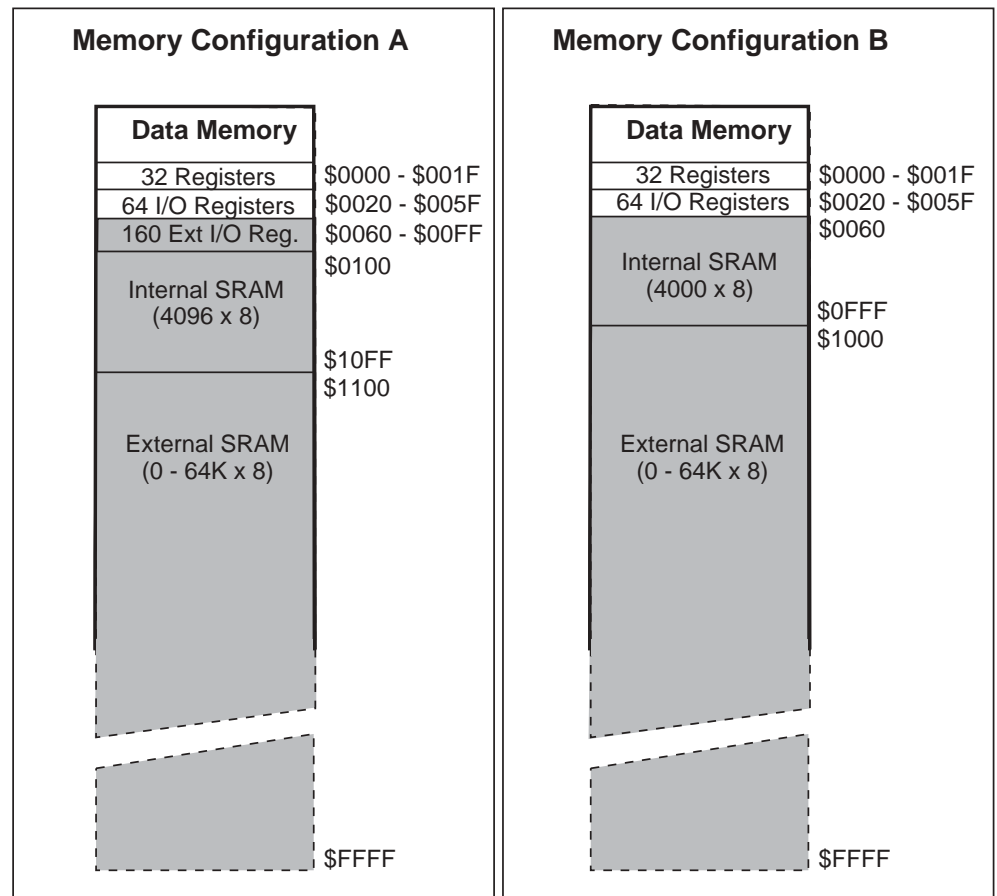 Memory Configuration A
Data Memory
32 Registers
$0000 - $001F
64 I/O Registers
$0020 - $005F
160 Ext I/O Reg.
$0060 - $00FF
$0100
Internal SRAM
(4096 x 8)
$10FF
$1100
External SRAM
(0 - 64K x 8)
$FFFF
Memory Configuration B
Data Memory
32 Registers
$0000 - $001F
64 I/O Registers
$0020 - $005F
$0060
Internal SRAM
(4000 x 8)
$0FFF
$1000
External SRAM
(0 - 64K x 8)
$FFFF